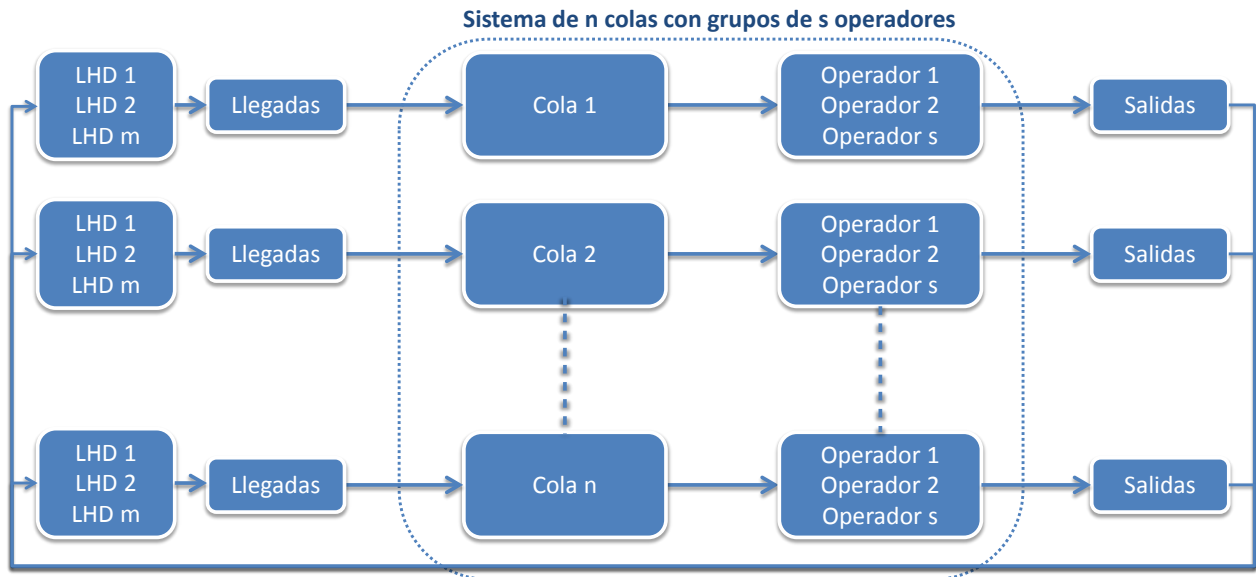 Sistema de n colas con grupos de s operadores
LHD 1
LHD 2
LHD m
Llegadas
Cola 1
Operador 1
Operador 2
Operador s
Salidas
LHD 1
LHD 2
LHD m
Llegadas
Cola 2
Operador 1
Operador 2
Operador s
Salidas
LHD 1
LHD 2
LHD m
Llegadas
Cola n
Operador 1
Operador 2
Operador s
Salidas